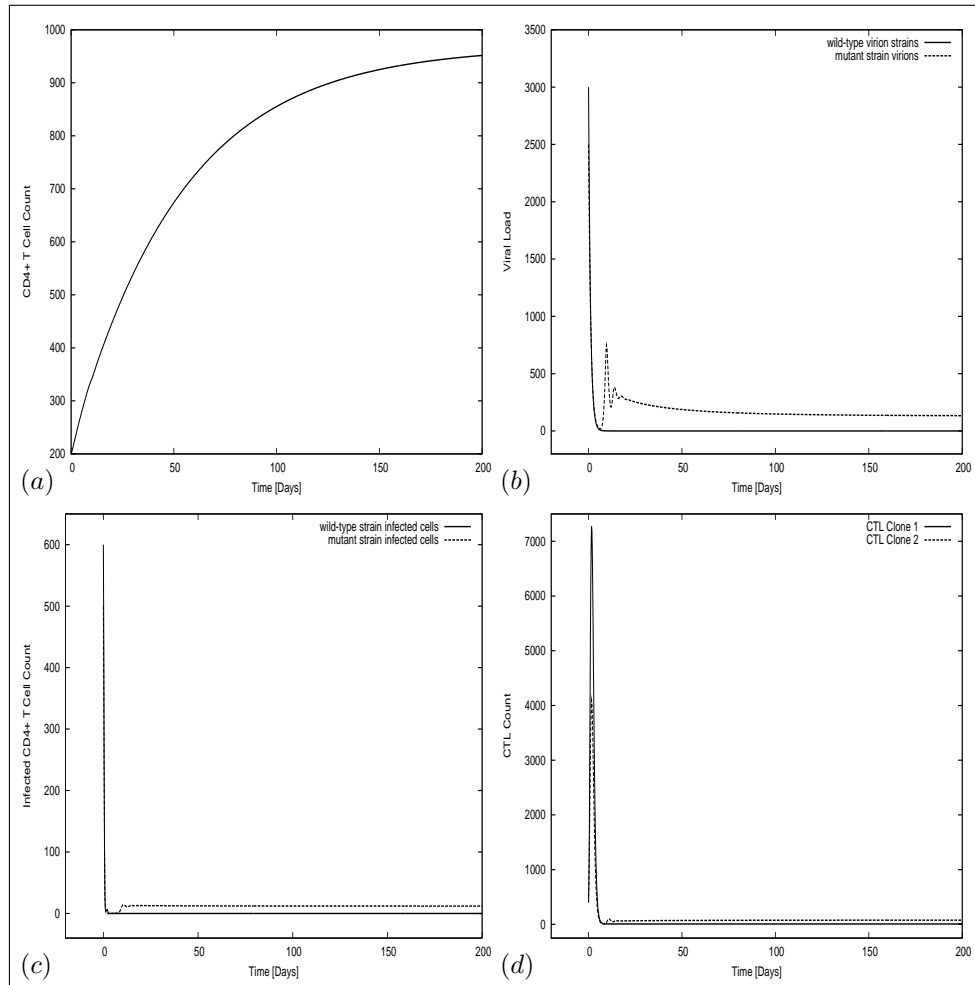 1000
900
800
700
600
500
400
300
200
CD4+ T Cell Count
0 50 100 150 200
Time [Days]
(a)
3500
3000
2500
2000
1500
1000
500
0
Viral Load
wild-type virion strains
mutant strain virions
0 50 100 150 200
Time [Days]
(b)
600
500
400
300
200
100
0
Infected CD4+ T Cell Count
wild-type strain infected cells
mutant strain infected cells
0 50 100 150 200
Time [Days]
(c)
7000
6000
5000
4000
3000
2000
1000
0
CTL Count
CTL Clone 1
CTL Clone 2
0 50 100 150 200
Time [Days]
(d)